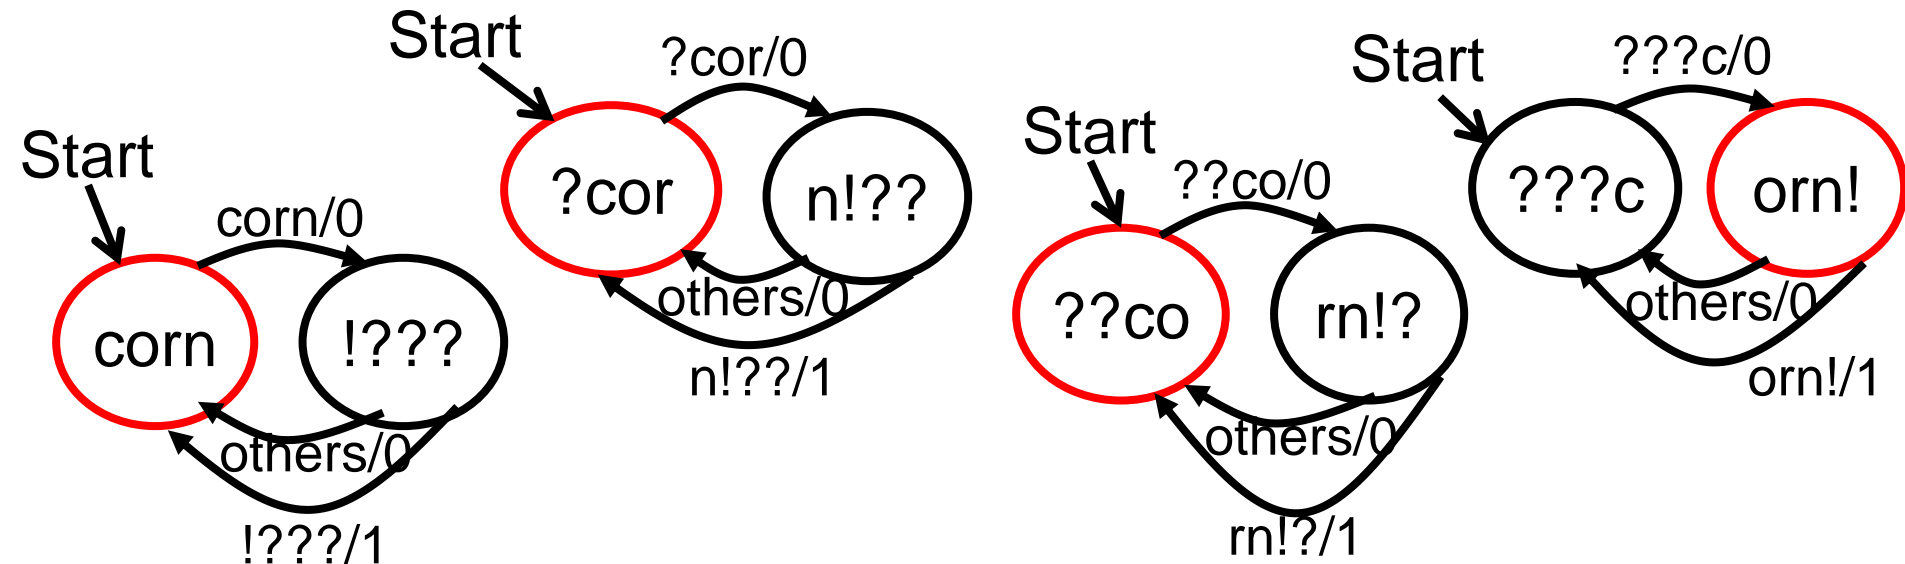 Start
corn/0
corn
!???
others/0
!???/1
Start
?cor/0
?cor
n!??
others/0
n!??/1
Start
??co/0
??co
rn!?
others/0
rn!?/1
Start
???c/0
???c
orn!
others/0
orn!/1